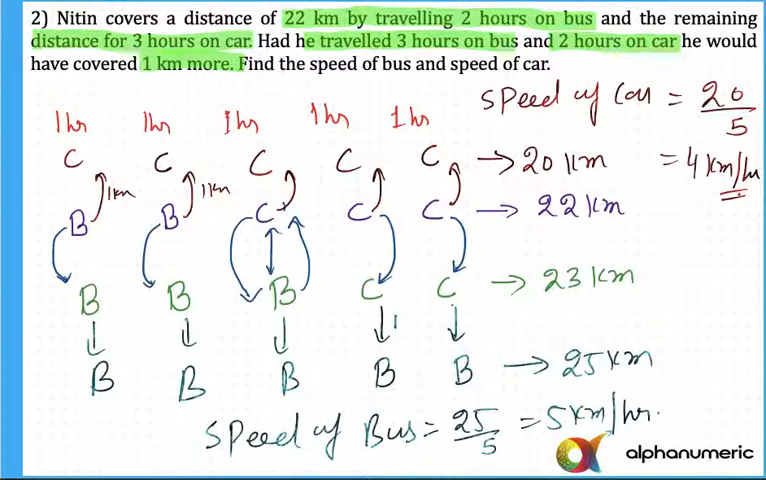 2) Nitin covers a distance of 22 km by travelling 2 hours on bus and the remaining
distance for 3 hours on car. Had he travelled 3 hours on bus and 2 hours on car he would
have covered 1 km more. Find the speed of bus and speed of car.
Speed of Car = 20/5
1hr 1hr 1hr 1hr 1hr
C C C C C → 20 km = 4 km/hr
1km 1km
B B C C C → 22 km
B B B C C → 23 km
B B B B B → 25 km
Speed of Bus = 25/5 = 5 km/hr.
alphanumeric